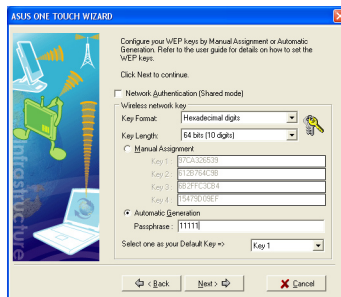 ASUS ONE TOUCH WIZARD
Configure your WEP keys by Manual Assignment or Automatic
Generation. Refer to the user guide for details on how to set the
WEP keys.
Click Next to continue.
Network Authentication (Shared mode)
Wireless network key
Key Format: Hexadecimal digits
Key Length: 64 bits (10 digits)
Manual Assignment
Key 1: 97CA326539
Key 2: 612B764C9B
Key 3: 6B2FFC3CB4
Key 4: 15479D09EF
Automatic Generation
Passphrase : 11111
Select one as your Default Key => Key 1
< Back Next > Cancel
Infrastructure